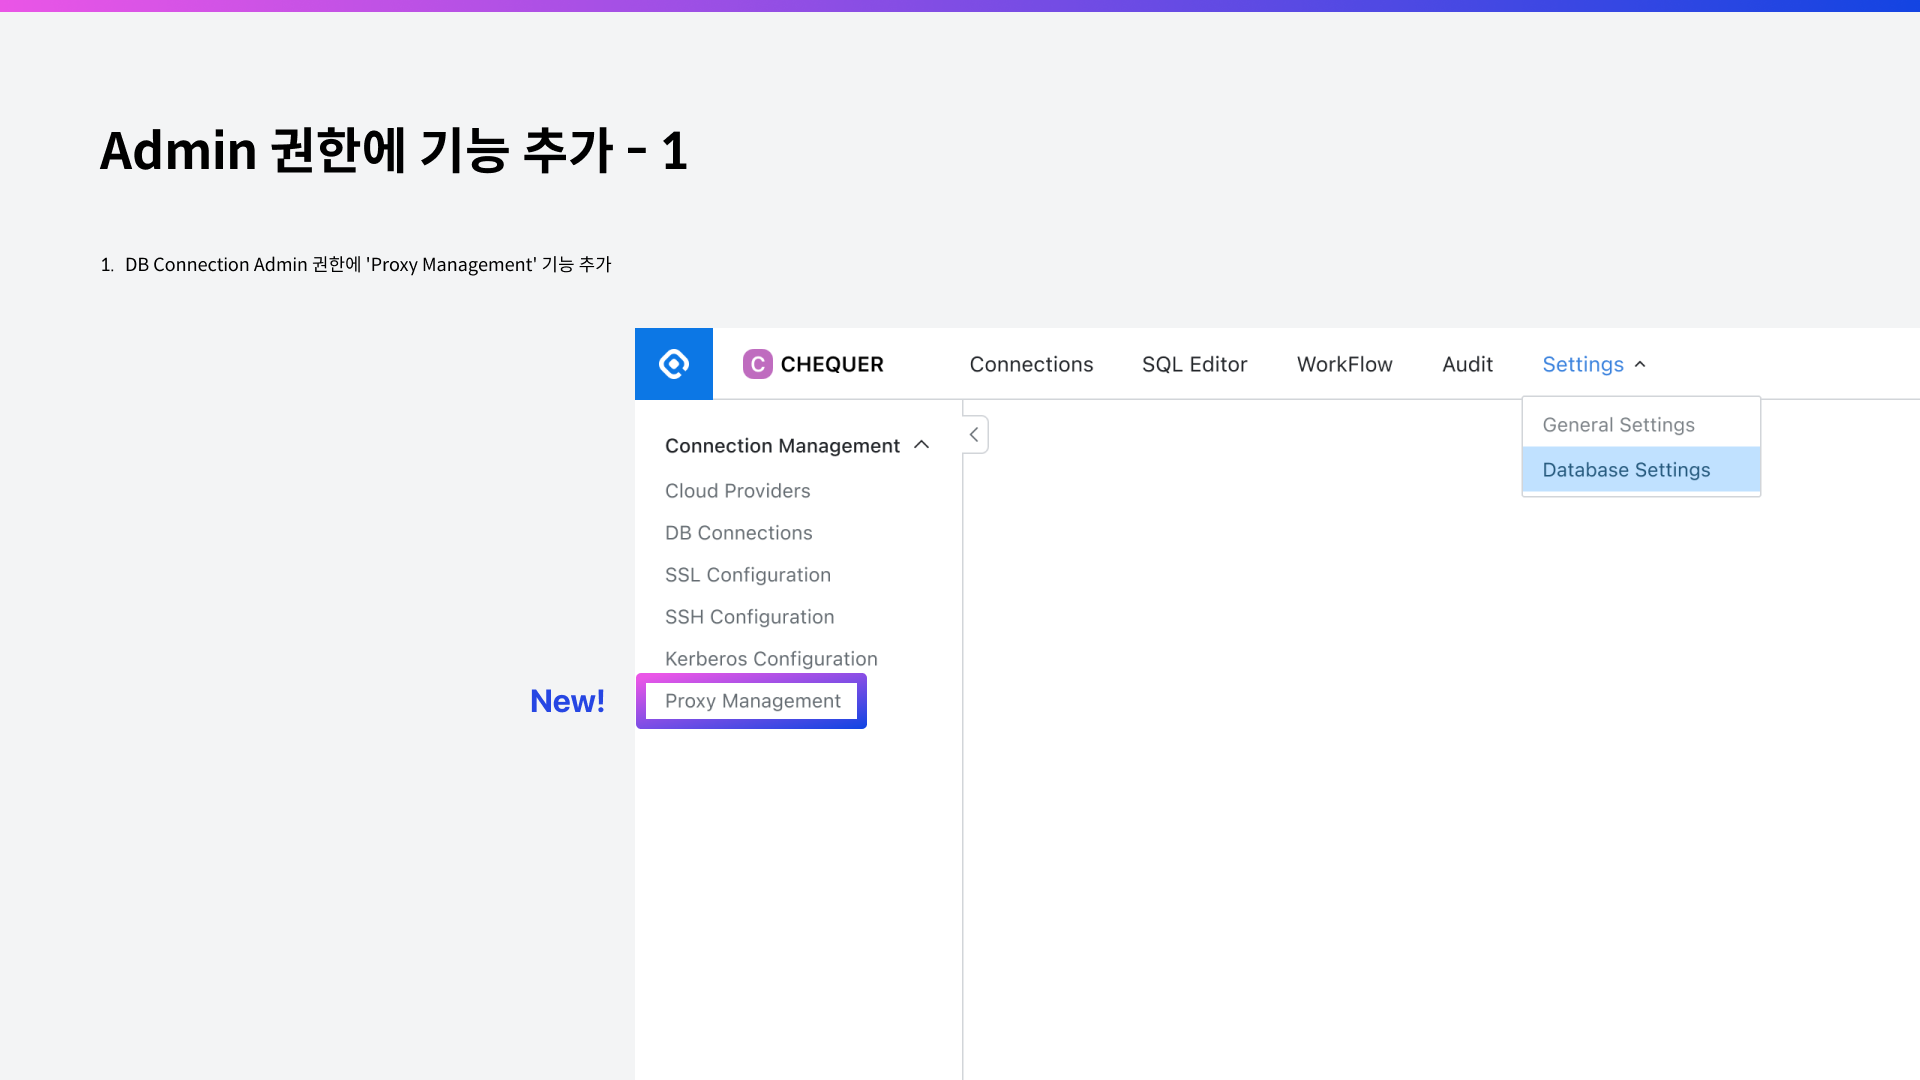 Admin 권한에 기능 추가 - 1
1. DB Connection Admin 권한에 'Proxy Management' 기능 추가
C CHEQUER Connections SQL Editor WorkFlow Audit Settings
General Settings
Database Settings
Connection Management
Cloud Providers
DB Connections
SSL Configuration
SSH Configuration
Kerberos Configuration
New! Proxy Management